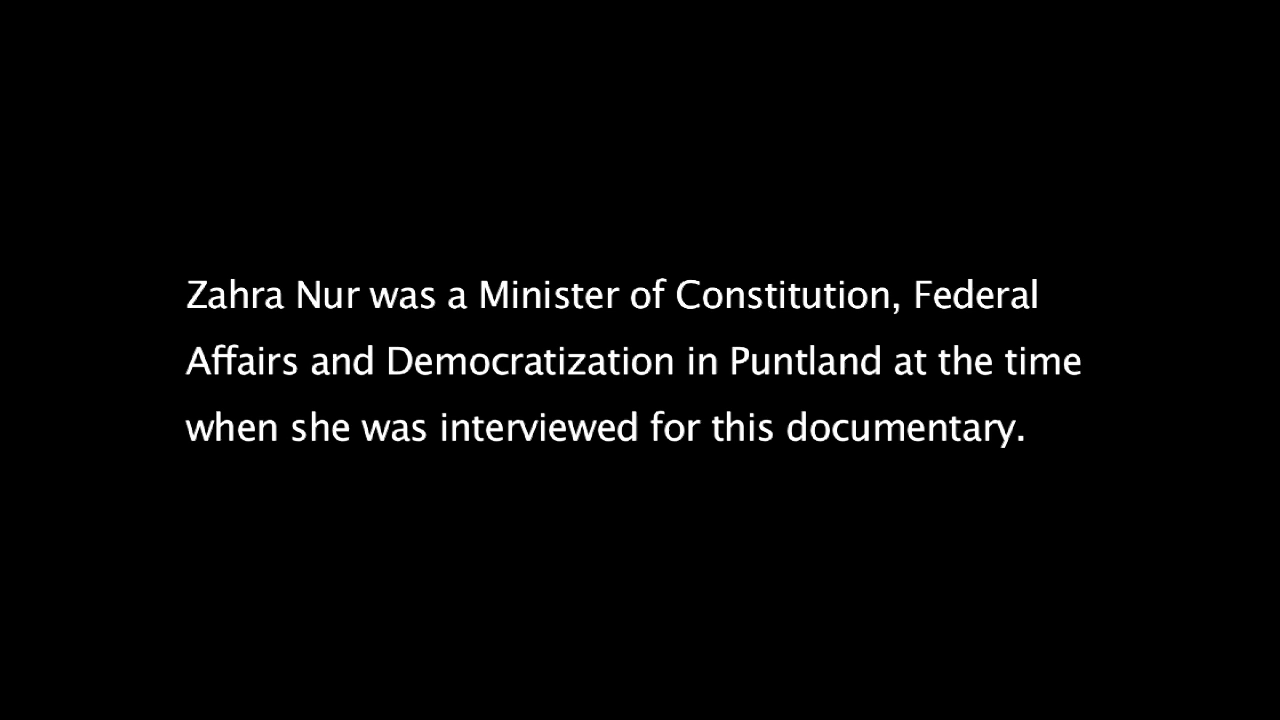 Zahra Nur was a Minister of Constitution, Federal
Affairs and Democratization in Puntland at the time
when she was interviewed for this documentary.